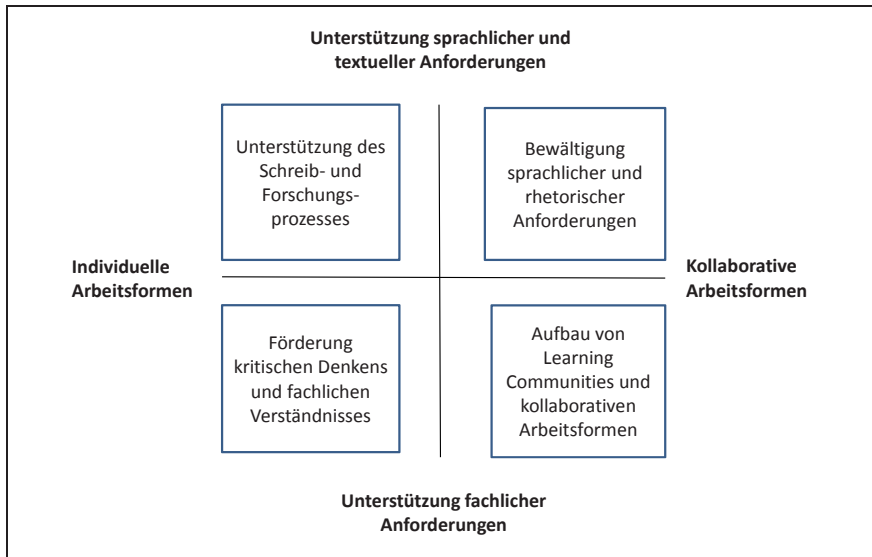 Unterstützung sprachlicher und
textueller Anforderungen
Unterstützung des
Schreib- und
Forschungs-
prozesses
Bewältigung
sprachlicher und
rhetorischer
Anforderungen
Individuelle
Arbeitsformen
Kollaborative
Arbeitsformen
Förderung
kritischen Denkens
und fachlichen
Verständnisses
Aufbau von
Learning
Communities und
kollaborativen
Arbeitsformen
Unterstützung fachlicher
Anforderungen